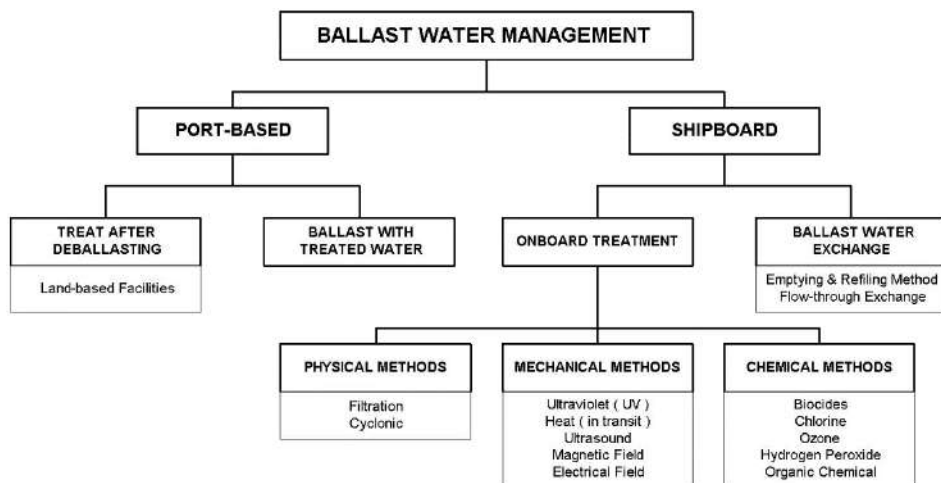 BALLAST WATER MANAGEMENT
PORT-BASED
SHIPBOARD
TREAT AFTER
DEBALLASTING
Land-based Facilities
BALLAST WITH
TREATED WATER
ONBOARD TREATMENT
BALLAST WATER
EXCHANGE
Emptying & Refiling Method
Flow-through Exchange
PHYSICAL METHODS
Filtration
Cyclonic
MECHANICAL METHODS
Ultraviolet ( UV )
Heat ( in transit )
Ultrasound
Magnetic Field
Electrical Field
CHEMICAL METHODS
Biocides
Chlorine
Ozone
Hydrogen Peroxide
Organic Chemical